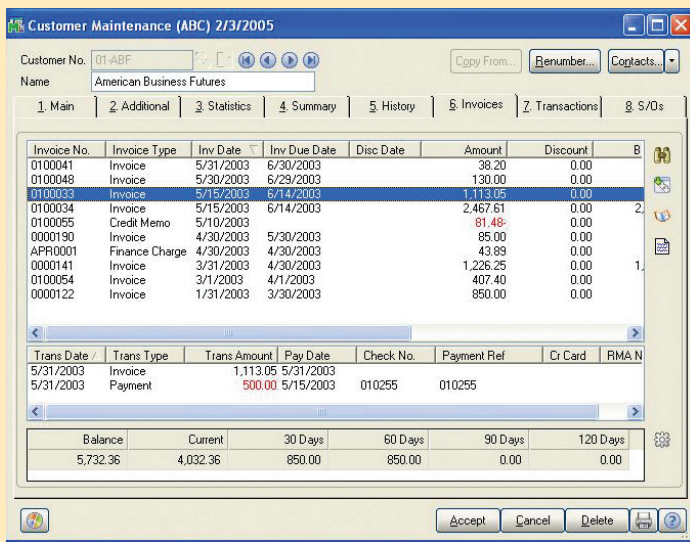 Customer Maintenance (ABC) 2/3/2005
Customer No. 01-ABF Copy From... Renumber... Contacts...
Name American Business Futures
1. Main 2. Additional 3. Statistics 4. Summary 5. History 6. Invoices 7. Transactions 8. S/Os
Invoice No. Invoice Type Inv Date Inv Due Date Disc Date Amount Discount B
0100041 Invoice 5/31/2003 6/30/2003 38.20 0.00
0100048 Invoice 5/30/2003 6/29/2003 130.00 0.00
0100033 Invoice 5/15/2003 6/14/2003 1,113.05 0.00
0100034 Invoice 5/15/2003 6/14/2003 2,467.61 0.00 2,
0100055 Credit Memo 5/10/2003 81.48- 0.00
0000190 Invoice 4/30/2003 5/30/2003 85.00 0.00
APR0001 Finance Charge 4/30/2003 4/30/2003 43.89 0.00
0000141 Invoice 3/31/2003 4/30/2003 1,226.25 0.00 1,
0100054 Invoice 3/1/2003 4/1/2003 407.40 0.00
0000122 Invoice 1/31/2003 3/30/2003 850.00 0.00
Trans Date Trans Type Trans Amount Pay Date Check No. Payment Ref Cr Card RMA N
5/31/2003 Invoice 1,113.05 5/31/2003
5/31/2003 Payment 500.00 5/15/2003 010255 010255
Balance Current 30 Days 60 Days 90 Days 120 Days
5,732.36 4,032.36 850.00 850.00 0.00 0.00
Accept Cancel Delete